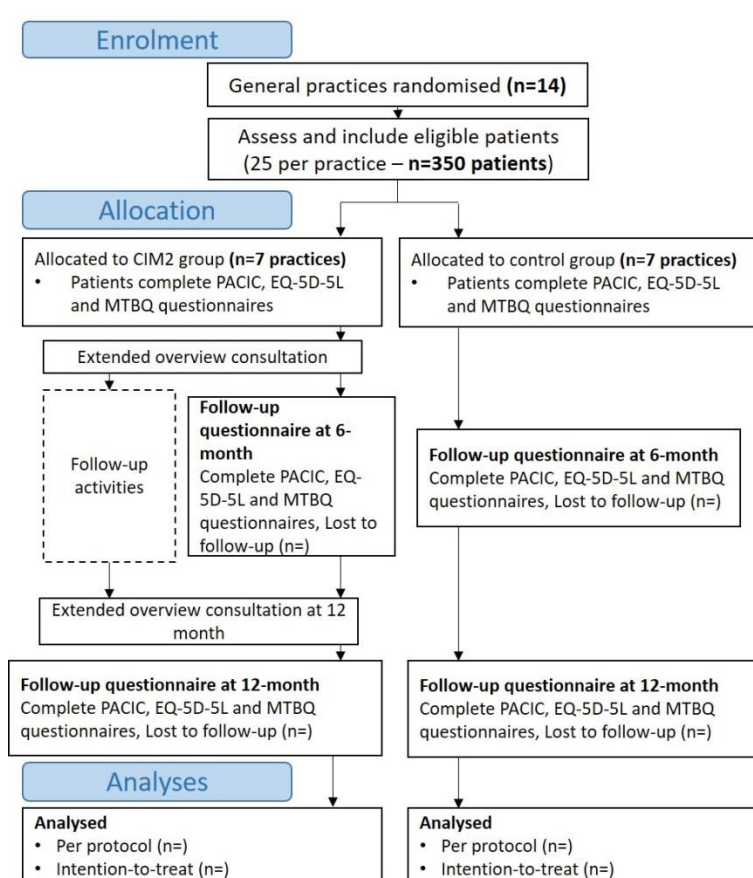 Enrolment
General practices randomised (n=14)
Assess and include eligible patients
(25 per practice – n=350 patients)
Allocation
Allocated to CIM2 group (n=7 practices)
• Patients complete PACIC, EQ-5D-5L
and MTBQ questionnaires
Allocated to control group (n=7 practices)
• Patients complete PACIC, EQ-5D-5L
and MTBQ questionnaires
Extended overview consultation
Follow-up
activities
Follow-up
questionnaire at 6-
month
Complete PACIC, EQ-
5D-5L and MTBQ
questionnaires, Lost to
follow-up (n=)
Follow-up questionnaire at 6-month
Complete PACIC, EQ-5D-5L and MTBQ
questionnaires, Lost to follow-up (n=)
Extended overview consultation at 12
month
Follow-up questionnaire at 12-month
Complete PACIC, EQ-5D-5L and MTBQ
questionnaires, Lost to follow-up (n=)
Follow-up questionnaire at 12-month
Complete PACIC, EQ-5D-5L and MTBQ
questionnaires, Lost to follow-up (n=)
Analyses
Analysed
• Per protocol (n=)
• Intention-to-treat (n=)
Analysed
• Per protocol (n=)
• Intention-to-treat (n=)